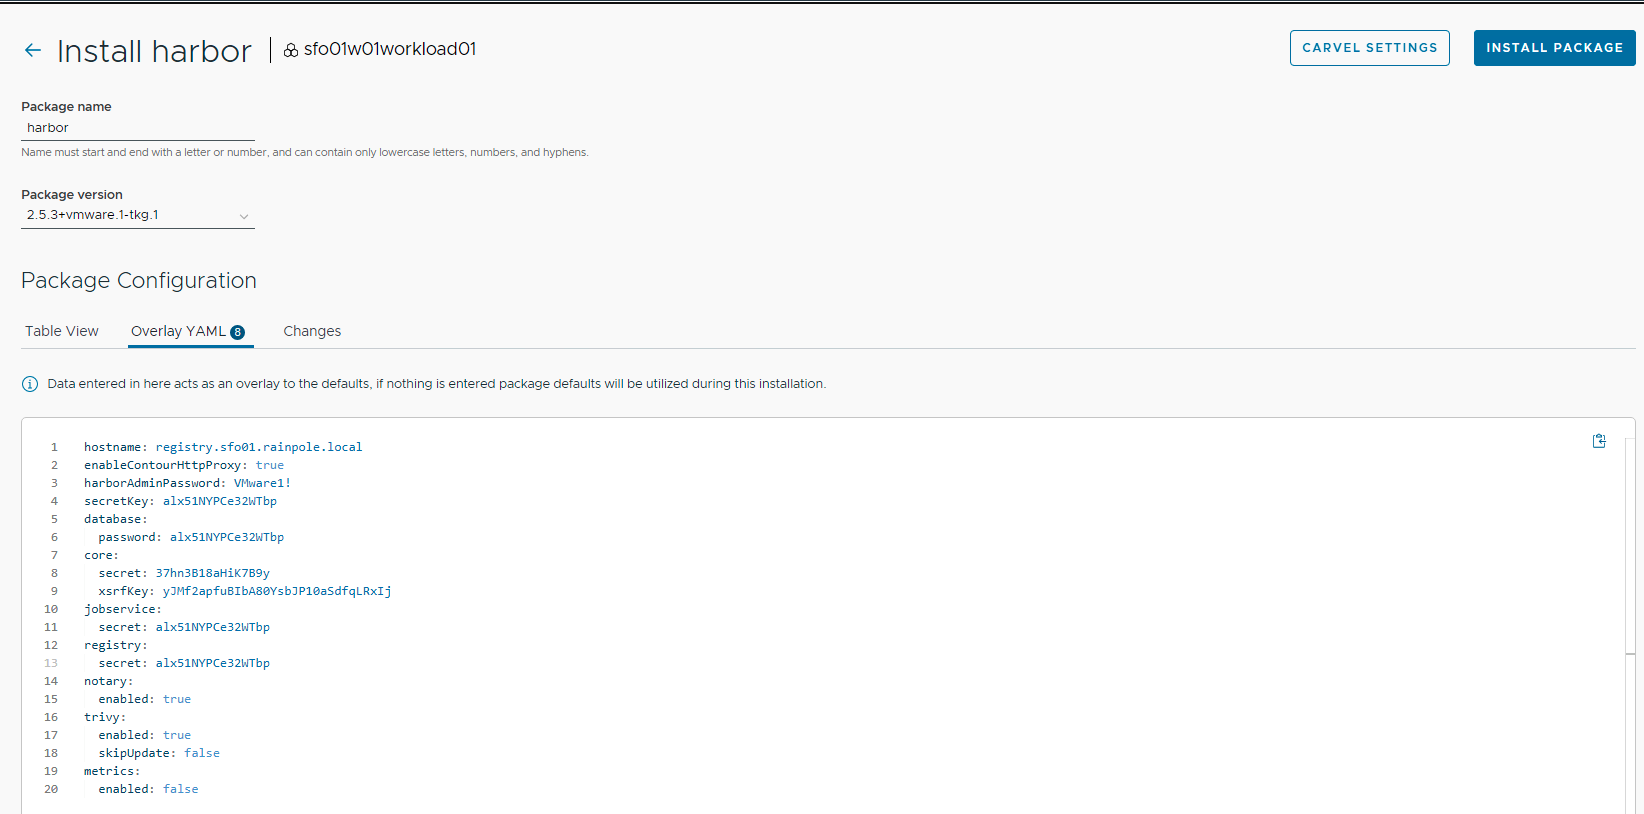 Install harbor sfo01w01workload01 CARVEL SETTINGS INSTALL PACKAGE
Package name
harbor
Name must start and end with a letter or number, and can contain only lowercase letters, numbers, and hyphens.
Package version
2.5.3+vmware.1-tkg.1
Package Configuration
Table View Overlay YAML 8 Changes
Data entered in here acts as an overlay to the defaults, if nothing is entered package defaults will be utilized during this installation.
1 hostname: registry.sfo01.rainpole.local
2 enableContourHttpProxy: true
3 harborAdminPassword: VMware1!
4 secretKey: alx51NYPCe32WTbp
5 database:
6 password: alx51NYPCe32WTbp
7 core:
8 secret: 37hn3B18aHiK7B9y
9 xsrfKey: yJMf2apfuBIbA80YsbJP10aSdfqLRxIj
10 jobservice:
11 secret: alx51NYPCe32WTbp
12 registry:
13 secret: alx51NYPCe32WTbp
14 notary:
15 enabled: true
16 trivy:
17 enabled: true
18 skipUpdate: false
19 metrics:
20 enabled: false